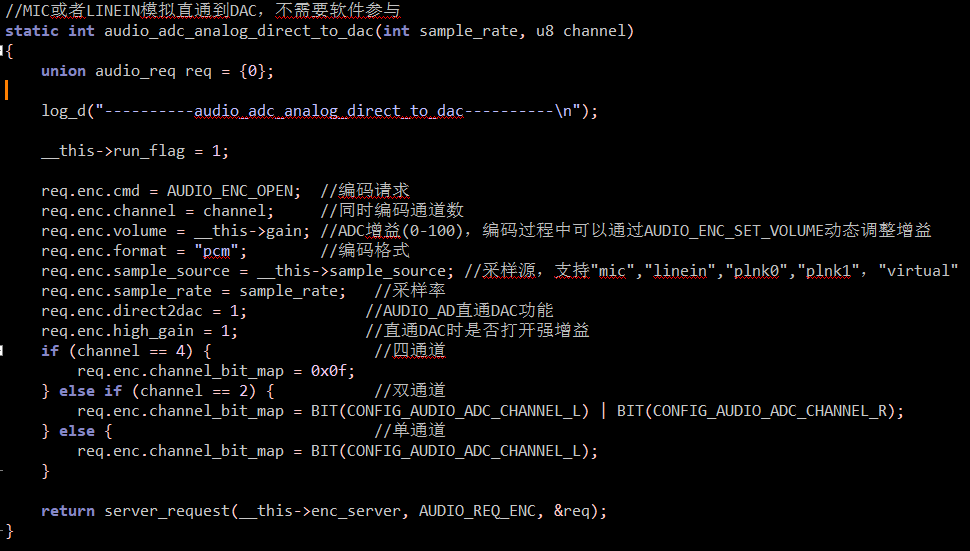 //MIC或者LINEIN模拟直通到DAC，不需要软件参与
static int audio_adc_analog_direct_to_dac(int sample_rate, u8 channel)
{
    union audio_req req = {0};
    log_d("----------audio_adc_analog_direct_to_dac----------\n");
    __this->run_flag = 1;
    req.enc.cmd = AUDIO_ENC_OPEN;  //编码请求
    req.enc.channel = channel;     //同时编码通道数
    req.enc.volume = __this->gain; //ADC增益(0-100)，编码过程中可以通过AUDIO_ENC_SET_VOLUME动态调整增益
    req.enc.format = "pcm";        //编码格式
    req.enc.sample_source = __this->sample_source; //采样源，支持"mic","linein","plnk0","plnk1"，"virtual"
    req.enc.sample_rate = sample_rate;   //采样率
    req.enc.direct2dac = 1;             //AUDIO_AD直通DAC功能
    req.enc.high_gain = 1;              //直通DAC时是否打开强增益
    if (channel == 4) {                  //四通道
        req.enc.channel_bit_map = 0x0f;
    } else if (channel == 2) {           //双通道
        req.enc.channel_bit_map = BIT(CONFIG_AUDIO_ADC_CHANNEL_L) | BIT(CONFIG_AUDIO_ADC_CHANNEL_R);
    } else {                             //单通道
        req.enc.channel_bit_map = BIT(CONFIG_AUDIO_ADC_CHANNEL_L);
    }
    return server_request(__this->enc_server, AUDIO_REQ_ENC, &req);
}